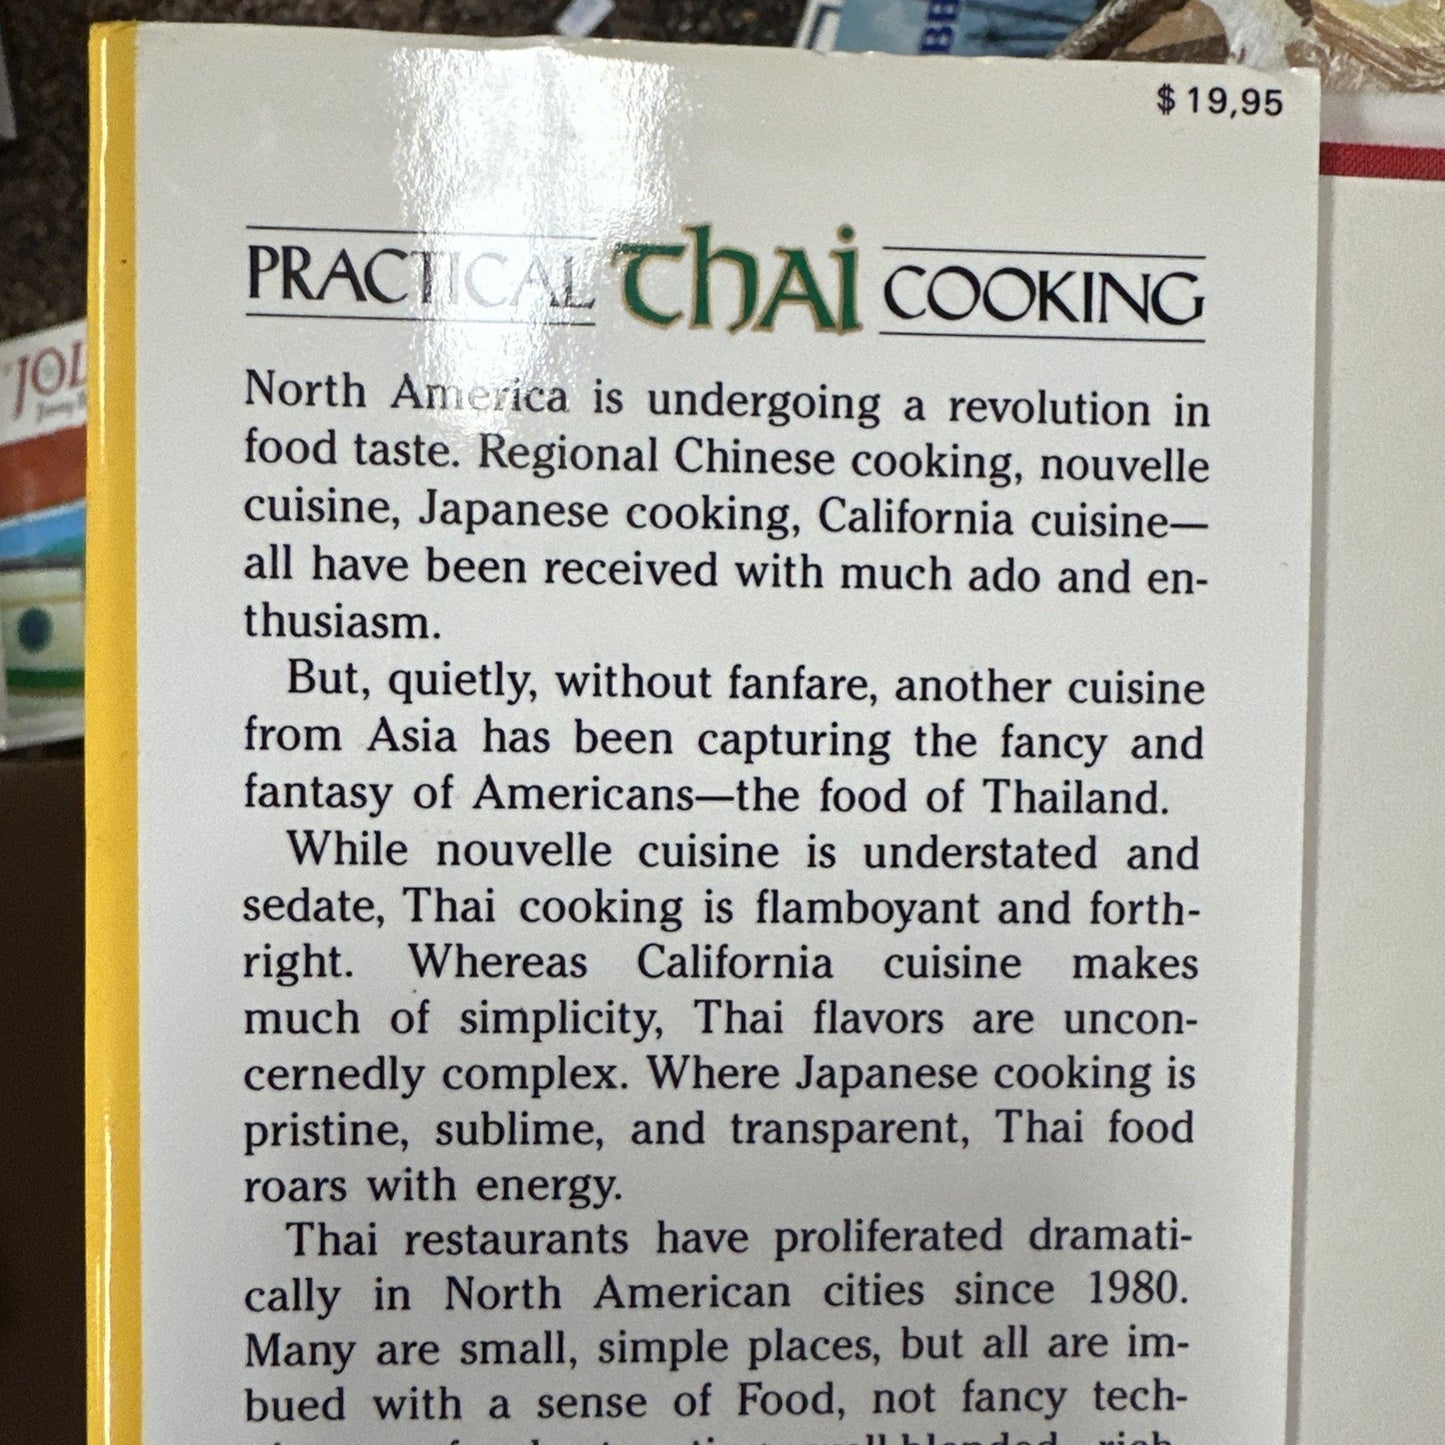 BB
$ 19,95
JOL
PRACTICAL Thai COOKING
North America is undergoing a revolution in
food taste. Regional Chinese cooking, nouvelle
cuisine, Japanese cooking, California cuisine—
all have been received with much ado and en-
thusiasm.
But, quietly, without fanfare, another cuisine
from Asia has been capturing the fancy and
fantasy of Americans—the food of Thailand.
While nouvelle cuisine is understated and
sedate, Thai cooking is flamboyant and forth-
right. Whereas California cuisine makes
much of simplicity, Thai flavors are uncon-
cernedly complex. Where Japanese cooking is
pristine, sublime, and transparent, Thai food
roars with energy.
Thai restaurants have proliferated dramati-
cally in North American cities since 1980.
Many are small, simple places, but all are im-
bued with a sense of Food, not fancy tech-